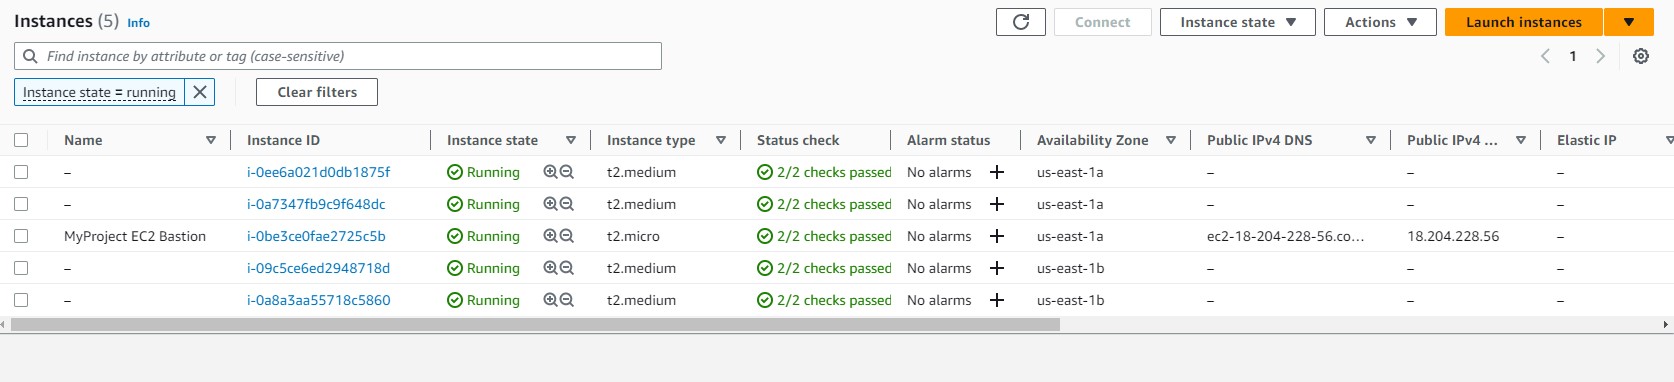 Instances (5) Info
Connect Instance state Actions Launch instances
Find instance by attribute or tag (case-sensitive) 1
Instance state = running Clear filters
Name Instance ID Instance state Instance type Status check Alarm status Availability Zone Public IPv4 DNS Public IPv4 ... Elastic IP
– i-0ee6a021d0db1875f Running t2.medium 2/2 checks passed No alarms + us-east-1a – – –
– i-0a7347fb9c9f648dc Running t2.medium 2/2 checks passed No alarms + us-east-1a – – –
MyProject EC2 Bastion i-0be3ce0fae2725c5b Running t2.micro 2/2 checks passed No alarms + us-east-1a ec2-18-204-228-56.co... 18.204.228.56 –
– i-09c5ce6ed2948718d Running t2.medium 2/2 checks passed No alarms + us-east-1b – – –
– i-0a8a3aa55718c5860 Running t2.medium 2/2 checks passed No alarms + us-east-1b – – –